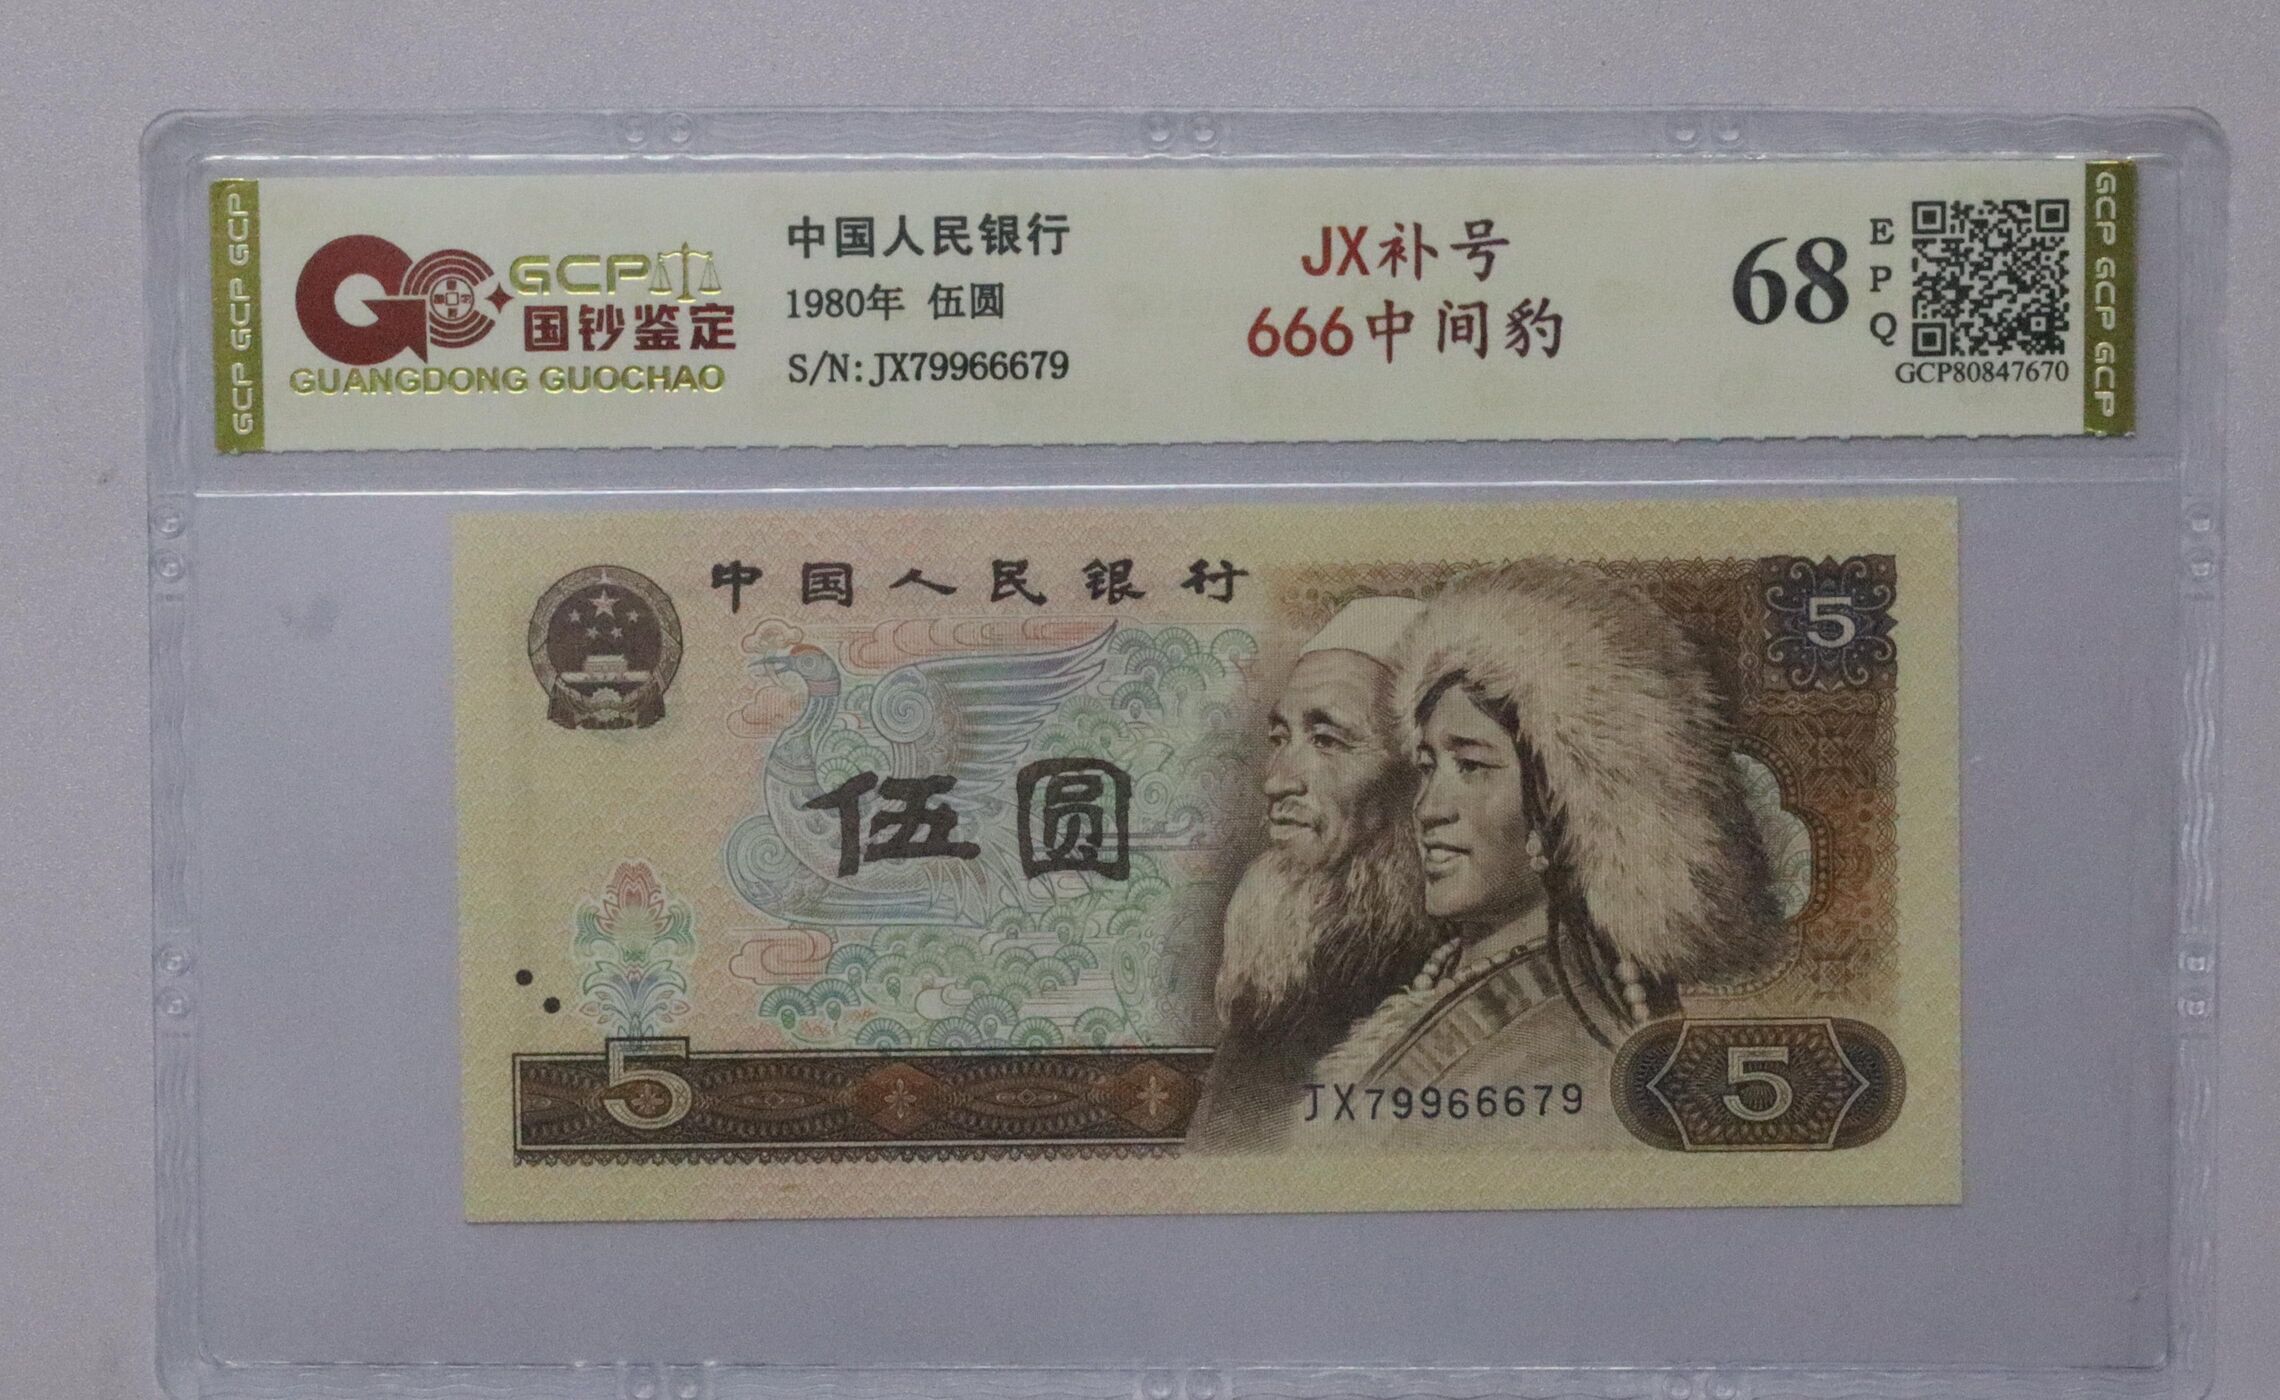 GCP GCP GCP
GCP
国钞鉴定
GUANGDONG GUOCHAO
中国人民银行
1980年 伍圆
S/N:JX79966679
JX补号
666中间豹
68
E
P
Q
GCP80847670
GCP GCP GCP
中国人民银行
5
伍圆
5
JX79966679
5